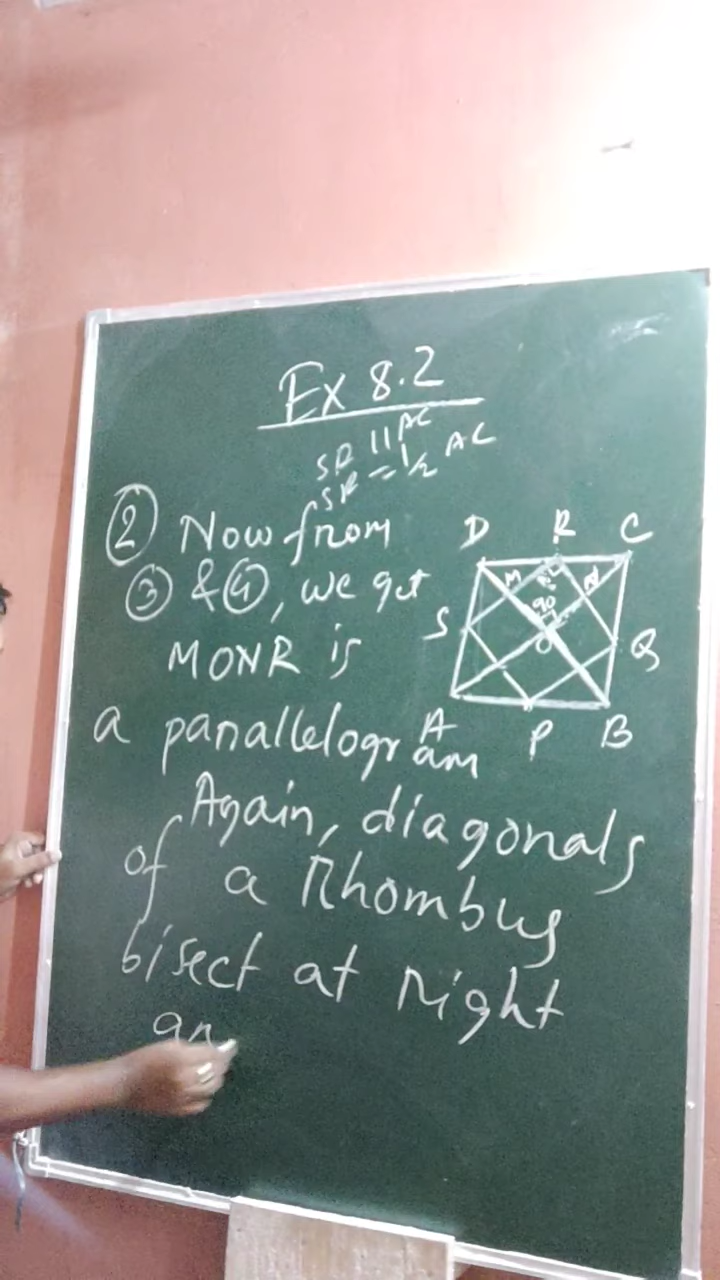 Ex 8.2
SR || AC
SR = 1/2 AC
② Now from
③ & ④, we get
MONR is
a parallelogram
Again, diagonals
of a Rhombus
bisect at right
an
D R C
M N
90
S O Q
A P B